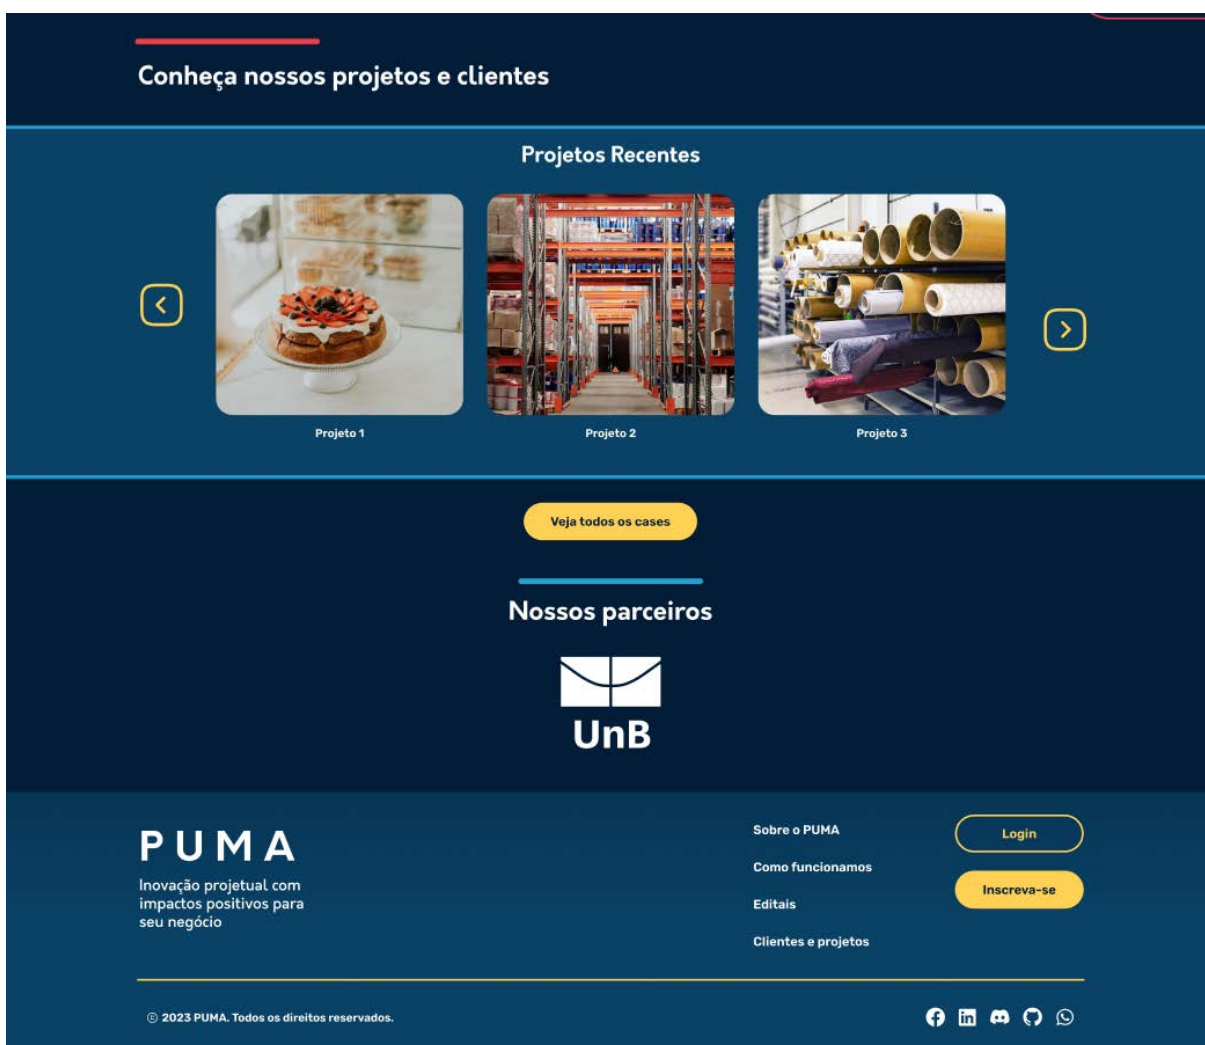 Conheça nossos projetos e clientes
Projetos Recentes
Projeto 1
Projeto 2
Projeto 3
Veja todos os cases
Nossos parceiros
UnB
PUMA
Inovação projetual com
impactos positivos para
seu negócio
Sobre o PUMA
Como funcionamos
Editais
Clientes e projetos
Login
Inscreva-se
© 2023 PUMA. Todos os direitos reservados.